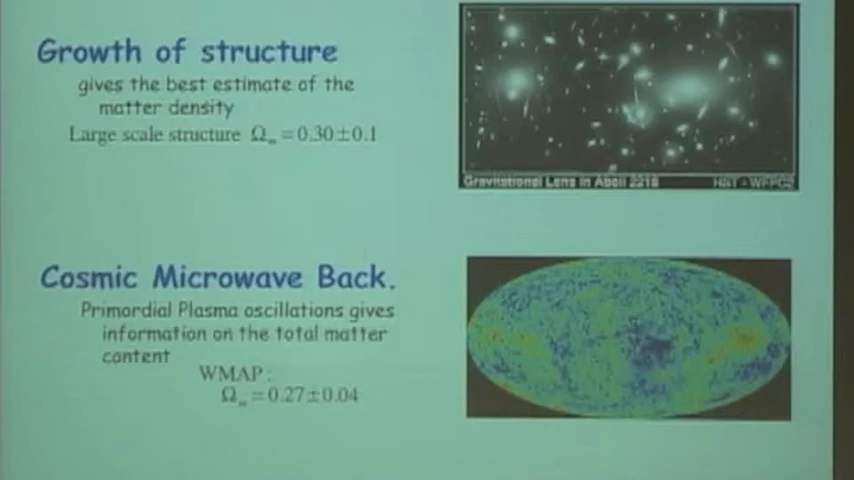 Growth of structure
gives the best estimate of the
matter density
Large scale structure Ωₘ = 0.30 ± 0.1
Gravitational Lens in Abell 2218
HST • WFPC2
Cosmic Microwave Back.
Primordial Plasma oscillations gives
information on the total matter
content
WMAP:
Ωₘ = 0.27 ± 0.04